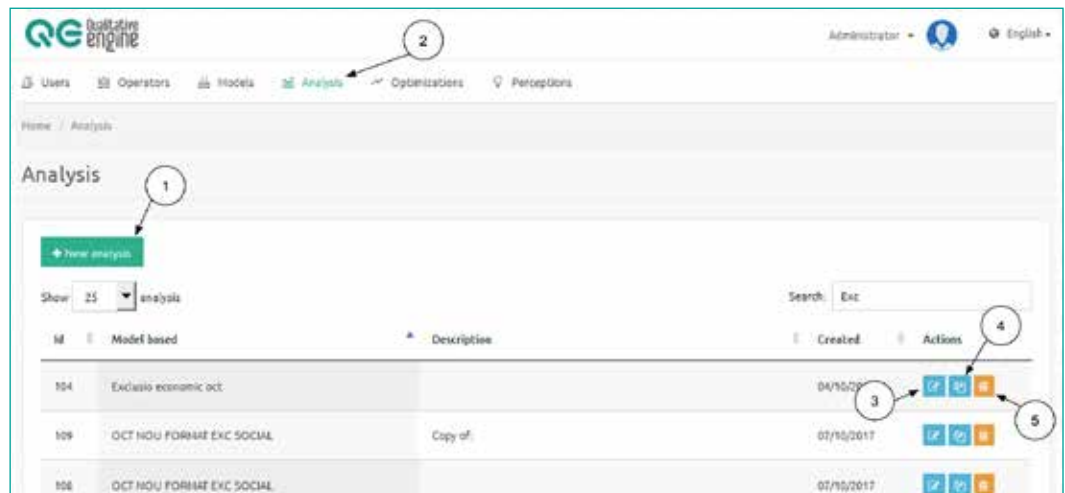 QE Qualitative engine
2
Administrator
English
Users Operators Models Analysis Optimizations Perceptions
Home / Analysis
Analysis
1
+ New analysis
Show 25 analysis
Search: Exc
4
Id Model based Description Created Actions
104 Exclusio economic oct 04/10/20
3
5
109 OCT NOU FORMAT EXC SOCIAL Copy of: 07/10/2017
108 OCT NOU FORMAT EXC SOCIAL 07/10/2017